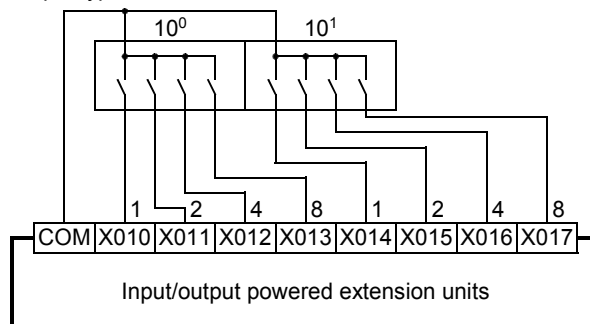 10⁰ 10¹
1 2 4 8 1 2 4 8
COM X010 X011 X012 X013 X014 X015 X016 X017
Input/output powered extension units